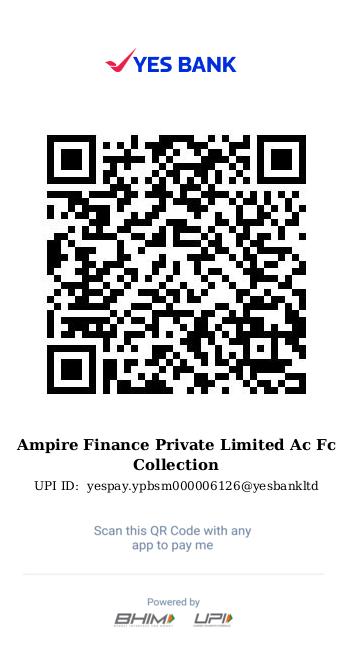 YES BANK
Ampire Finance Private Limited Ac Fc
Collection
UPI ID: yespay.ypbsm000006126@yesbankltd
Scan this QR Code with any
app to pay me
Powered by
BHIM UPI